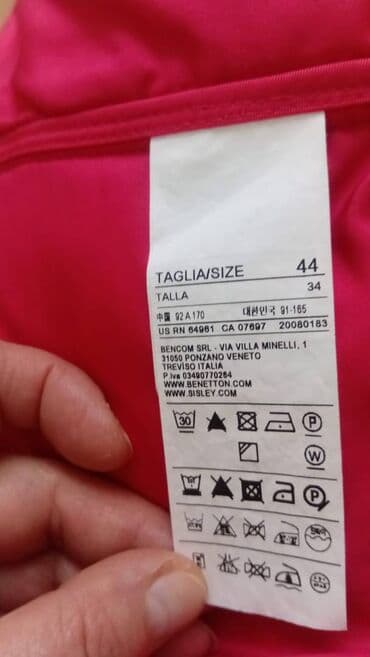 TAGLIA/SIZE 44
TALLA 34
中國 92 A 170 대한민국 91-165
US RN 64961 CA 07697 20080183
BENCOM SRL - VIA VILLA MINELLI, 1
31050 PONZANO VENETO
TREVISO ITALIA
P.iva 03490770264
WWW.BENETTON.COM
WWW.SISLEY.COM
30 P
W
P